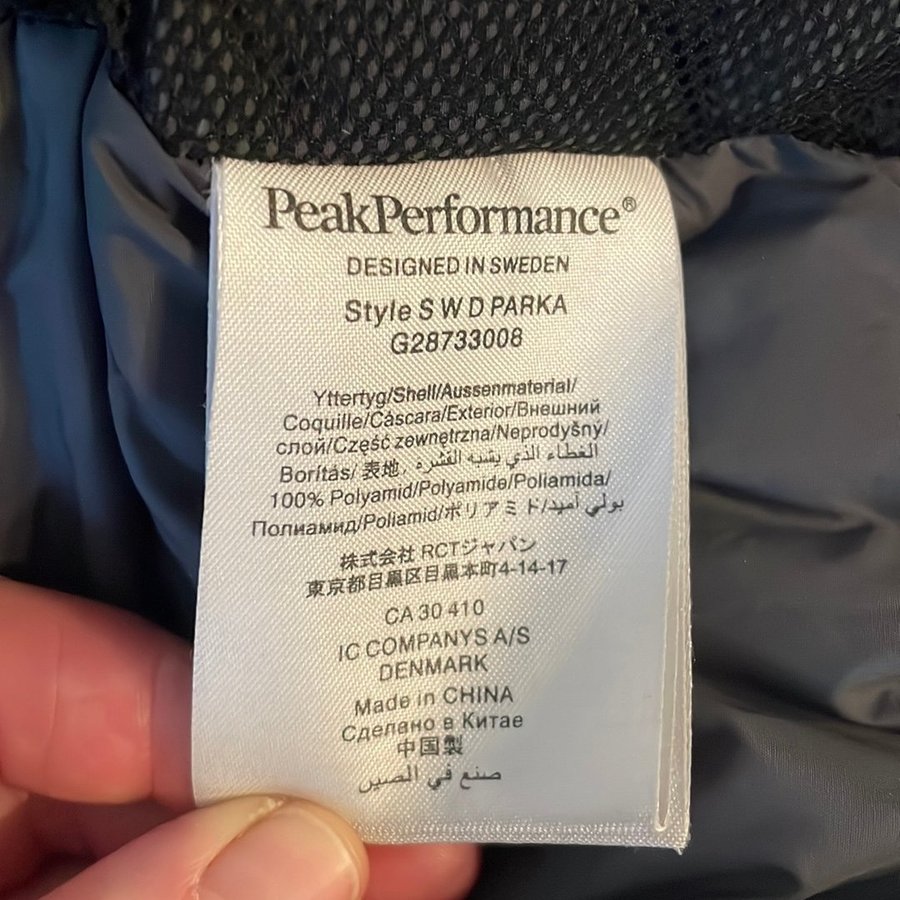 PeakPerformance®
DESIGNED IN SWEDEN
Style S W D PARKA
G28733008
Yttertyg/Shell/Aussenmaterial/
Coquille/Cáscara/Exterior/Внешний
слой/Część zewnętrzna/Neprodyšny/
Borítás/ 表地. الغطاء الذي يشبه القشره
100% Polyamid/Polyamide/Poliamida/
Полиамид/Poliamid/ポリアミド/بولي أميد
株式会社 RCTジャパン
東京都目黒区目黒本町4-14-17
CA 30 410
IC COMPANYS A/S
DENMARK
Made in CHINA
Сделано в Китае
中国製
صنع في الصين